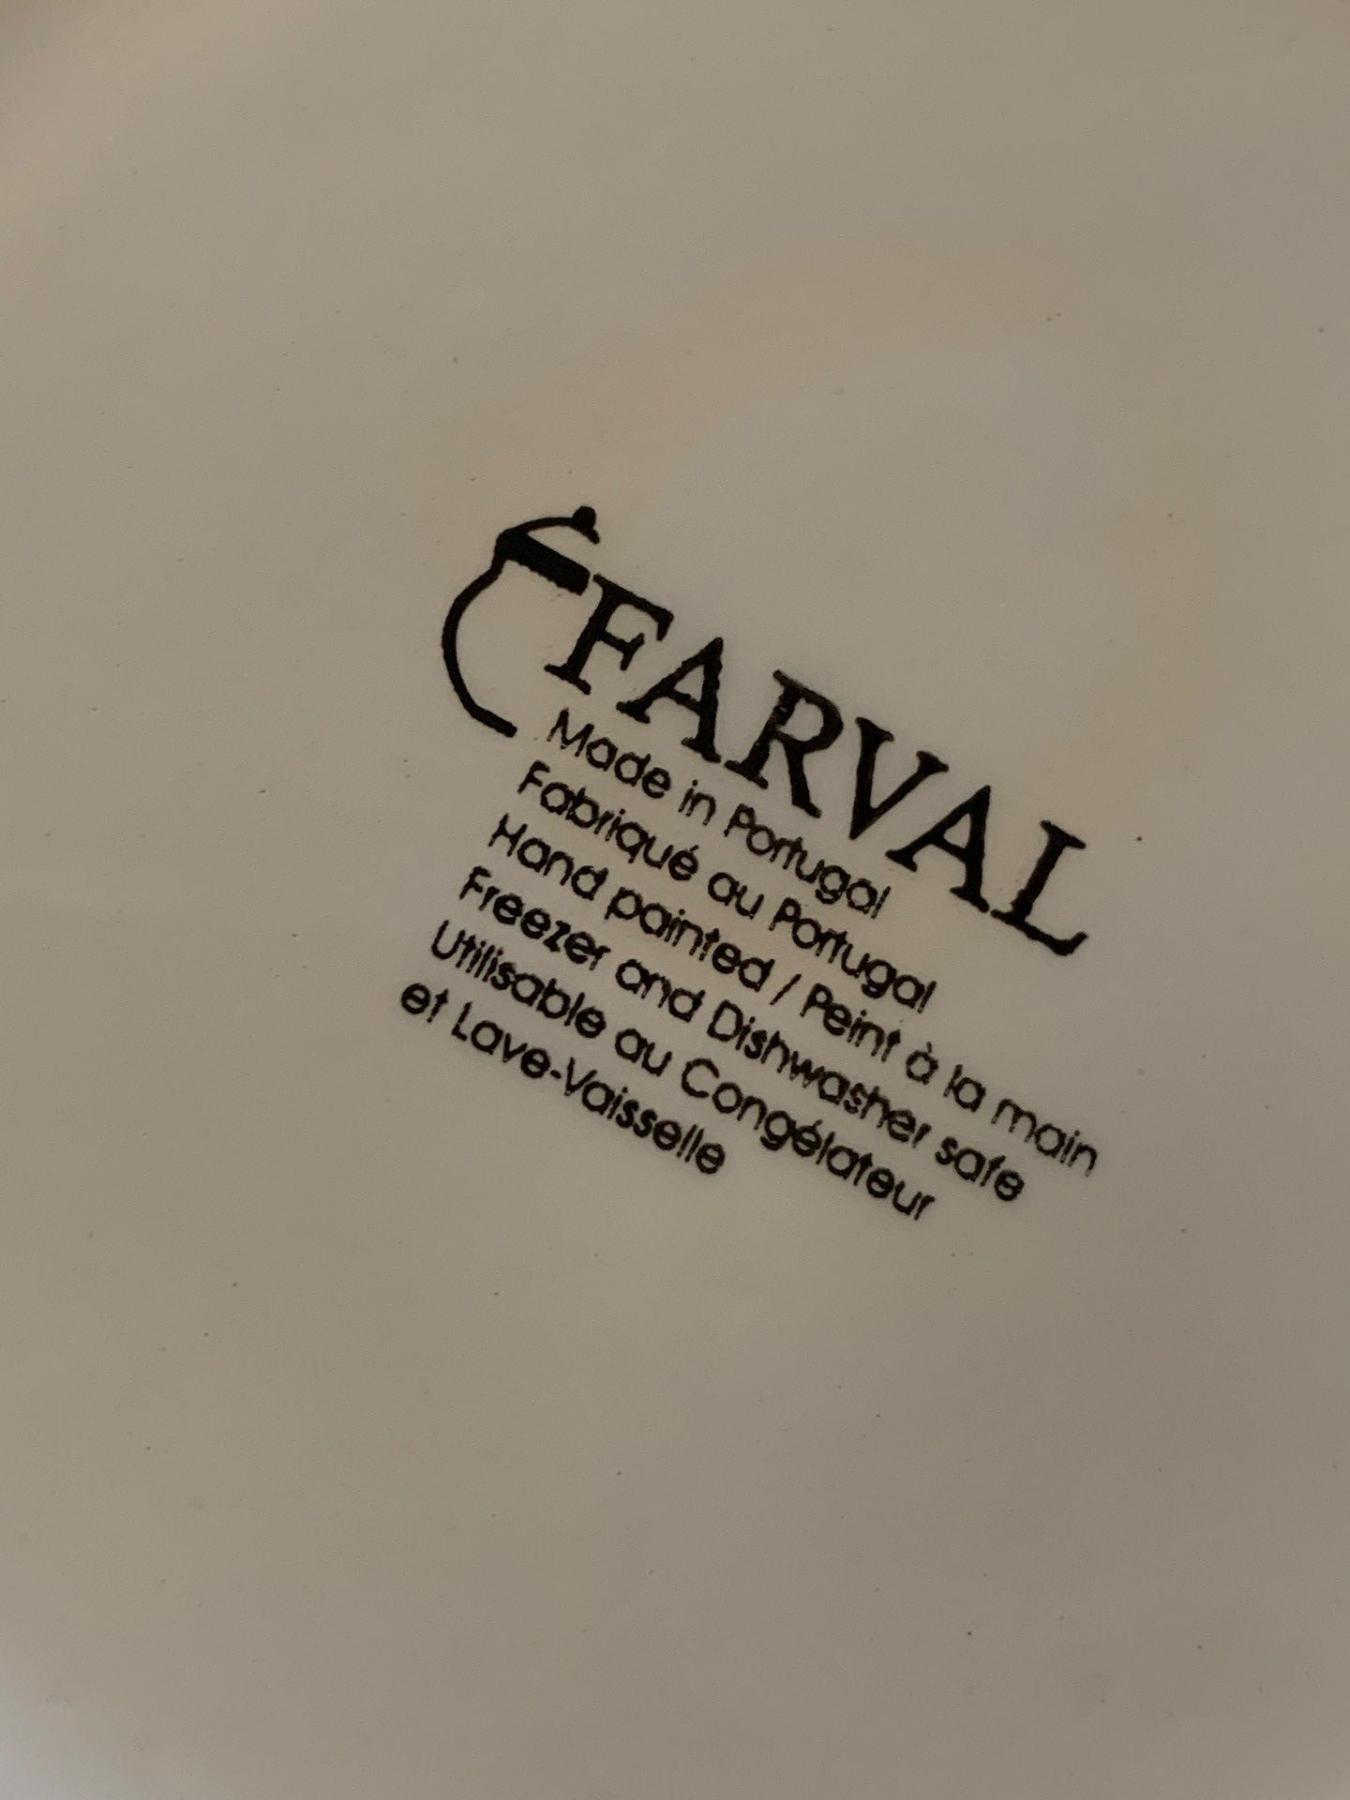 FARVAL
Made in Portugal
Fabriqué au Portugal
Hand painted / Peint à la main
Freezer and Dishwasher safe
Utilisable au Congélateur
et Lave-Vaisselle